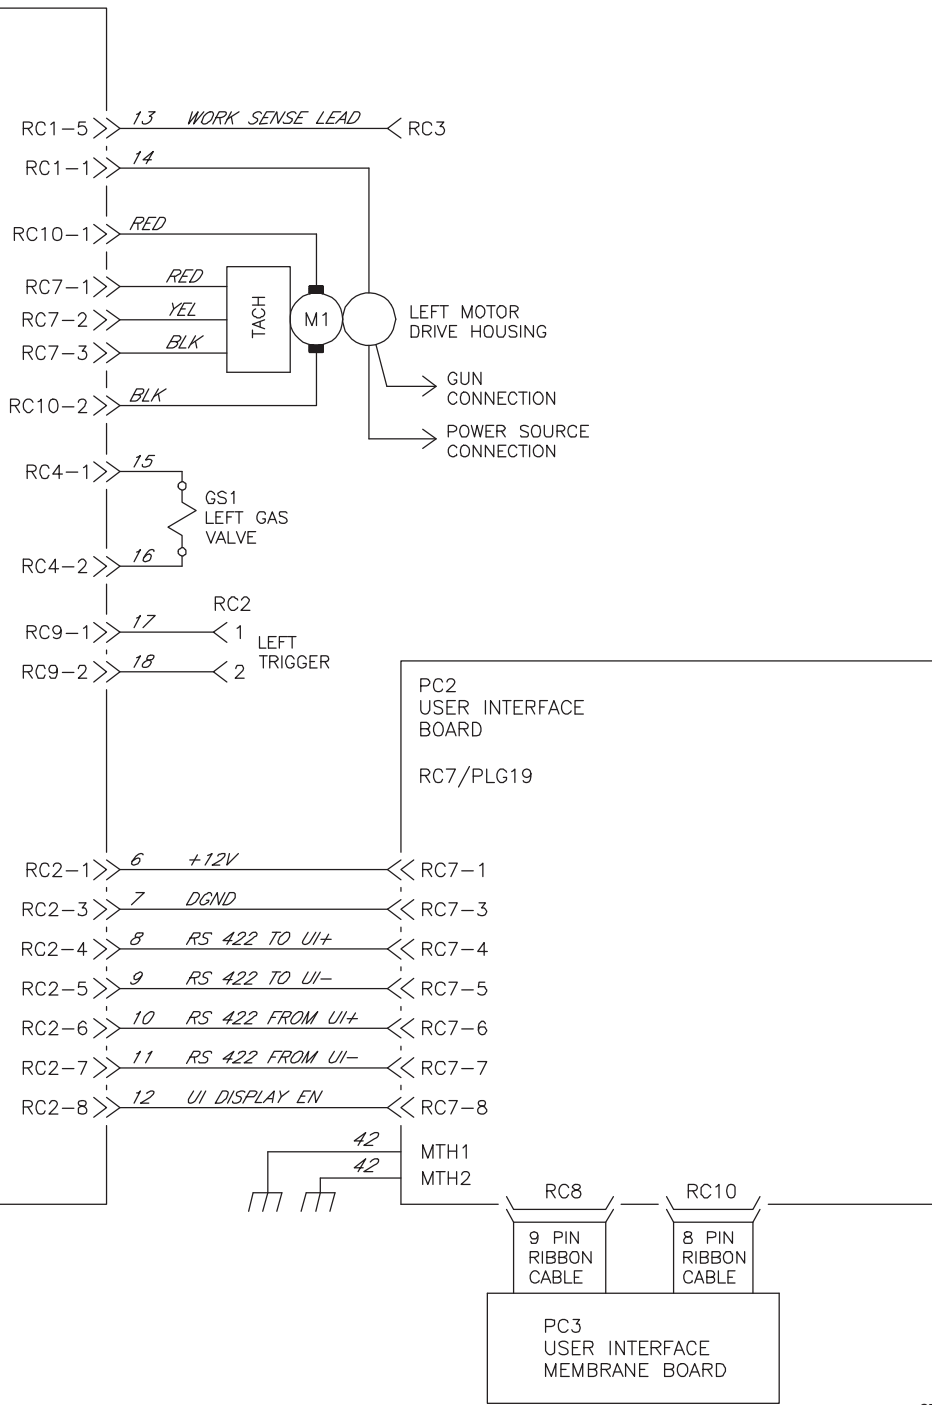 RC1-5 13 WORK SENSE LEAD RC3
RC1-1 14
RC10-1 RED
RC7-1 RED
RC7-2 YEL
RC7-3 BLK
TACH
M1
LEFT MOTOR
DRIVE HOUSING
RC10-2 BLK
GUN
CONNECTION
POWER SOURCE
CONNECTION
RC4-1 15
GS1
LEFT GAS
VALVE
RC4-2 16
RC2
RC9-1 17 1
LEFT
TRIGGER
RC9-2 18 2
PC2
USER INTERFACE
BOARD
RC7/PLG19
RC2-1 6 +12V RC7-1
RC2-3 7 DGND RC7-3
RC2-4 8 RS 422 TO UI+ RC7-4
RC2-5 9 RS 422 TO UI- RC7-5
RC2-6 10 RS 422 FROM UI+ RC7-6
RC2-7 11 RS 422 FROM UI- RC7-7
RC2-8 12 UI DISPLAY EN RC7-8
42 MTH1
42 MTH2
RC8
RC10
9 PIN
RIBBON
CABLE
8 PIN
RIBBON
CABLE
PC3
USER INTERFACE
MEMBRANE BOARD